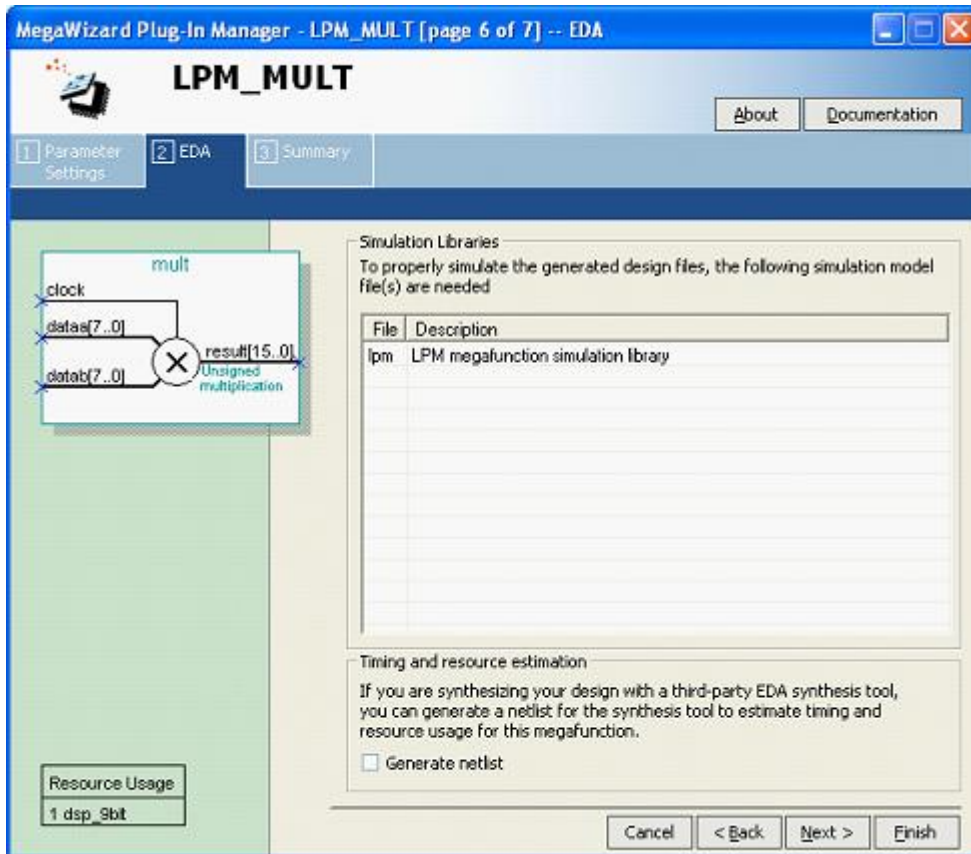 MegaWizard Plug-In Manager - LPM_MULT [page 6 of 7] -- EDA
LPM_MULT
About
Documentation
1 Parameter
Settings
2 EDA
3 Summary
mult
clock
dataa[7..0]
result[15..0]
Unsigned
multiplication
datab[7..0]
Resource Usage
1 dsp_9bit
Simulation Libraries
To properly simulate the generated design files, the following simulation model
file(s) are needed
File Description
lpm LPM megafunction simulation library
Timing and resource estimation
If you are synthesizing your design with a third-party EDA synthesis tool,
you can generate a netlist for the synthesis tool to estimate timing and
resource usage for this megafunction.
Generate netlist
Cancel
< Back
Next >
Finish